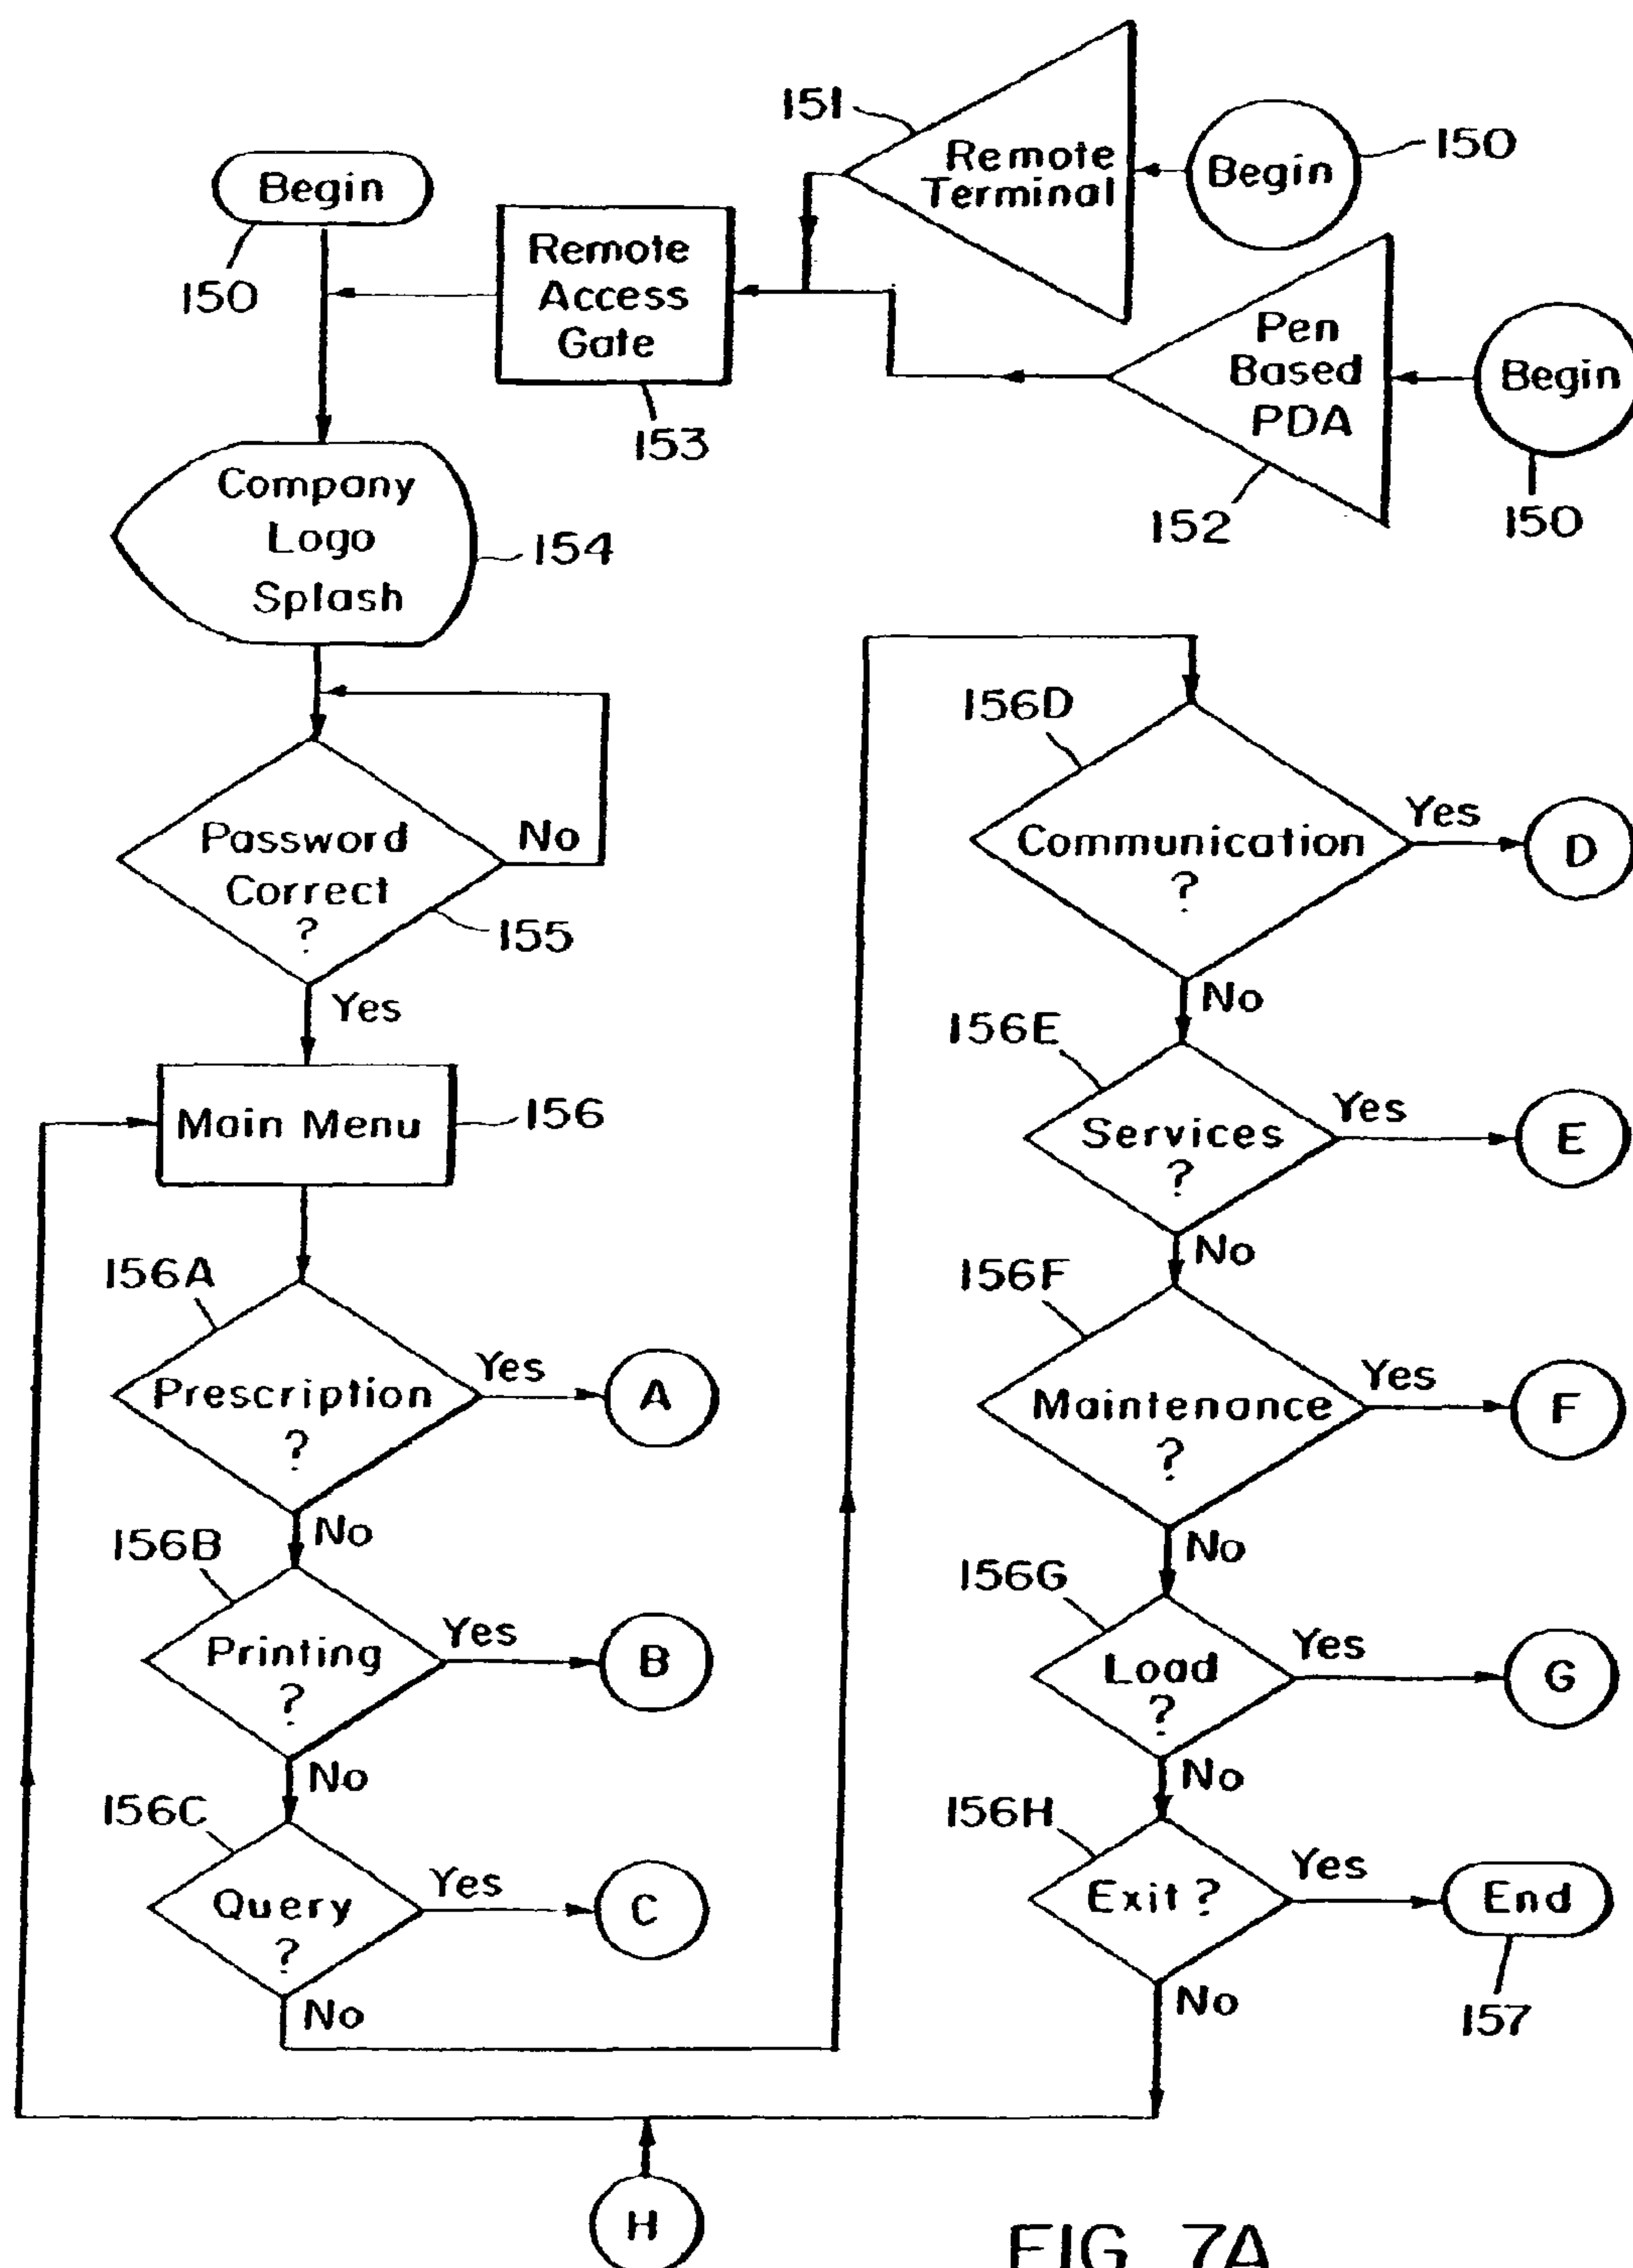 Begin
150
151
Remote
Terminal
Begin
150
Remote
Access
Gate
153
Pen
Based
PDA
152
Begin
150
Company
Logo
Splash
154
Password
Correct
?
No
155
Yes
Main Menu
156
156A
Prescription
?
Yes
A
No
156B
Printing
?
Yes
B
No
156C
Query
?
Yes
C
No
156D
Communication
?
Yes
D
No
156E
Services
?
Yes
E
No
156F
Maintenance
?
Yes
F
No
156G
Load
?
Yes
G
No
156H
Exit?
Yes
End
157
No
H
FIG. 7A